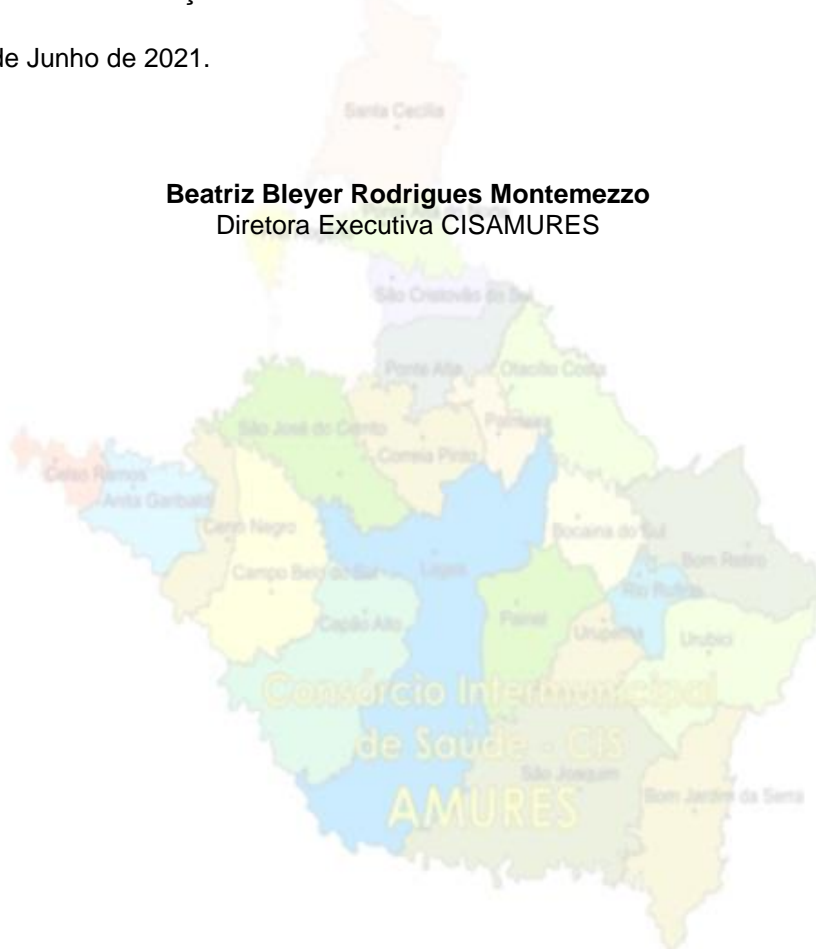 de Junho de 2021.
Santa Cecília
Beatriz Bleyer Rodrigues Montemezzo
Diretora Executiva CISAMURES
São Cristovão do Sul
Ponte Alta
Otacílio Costa
Palmeira
São José do Cerrito
Correia Pinto
Celso Ramos
Anita Garibaldi
Cerro Negro
Bocaina do Sul
Bom Retiro
Campo Belo do Sul
Lages
Rio Rufino
Capão Alto
Painel
Urupema
Urubici
Consórcio Intermunicipal
de Saúde - CIS
São Joaquim
AMURES
Bom Jardim da Serra